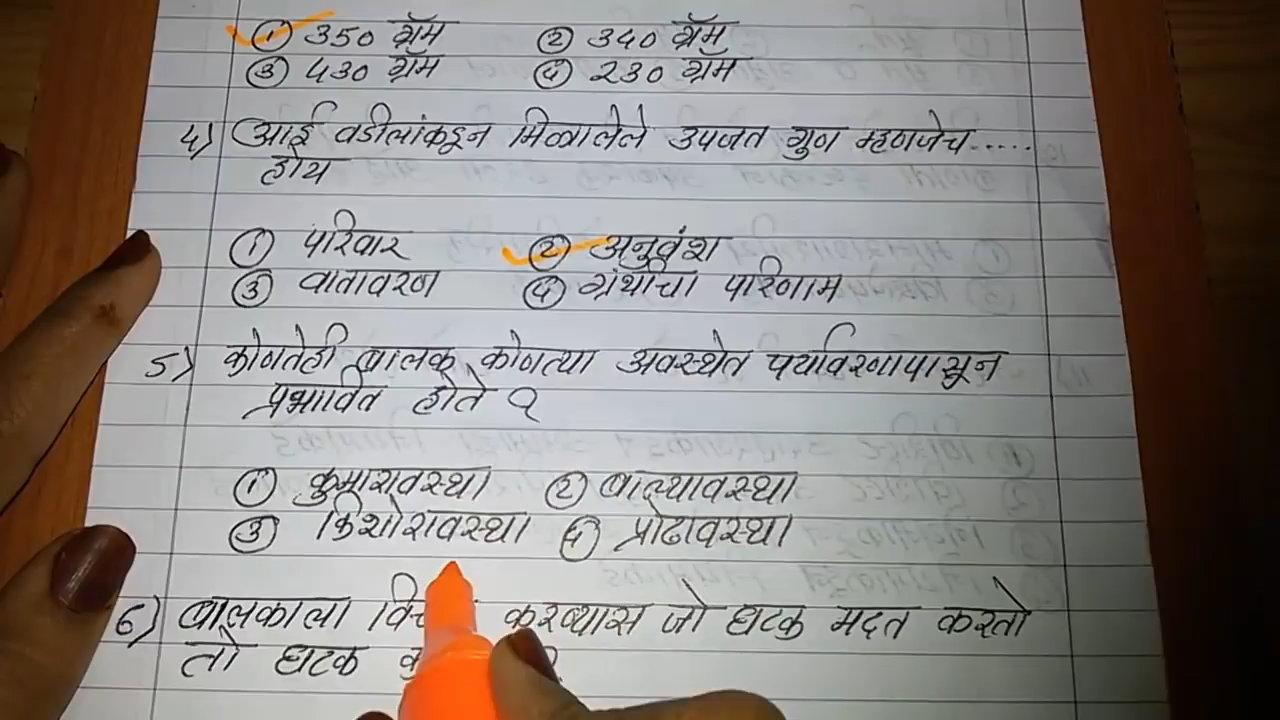 ① 350 ग्रॅम ② 340 ग्रॅम
③ 430 ग्रॅम ④ 230 ग्रॅम
4) आई वडीलांकडून मिळालेले उपजत गुण म्हणजेच.....
होय
① परिवार ② अनुवंश
③ वातावरण ④ ग्रंथीचा परिणाम
5) कोणतेही बालक कोणत्या अवस्थेत पर्यावरणापासून
प्रभावित होते ?
① कुमारावस्था ② बाल्यावस्था
③ किशोरावस्था ④ प्रौढावस्था
6) बालकाला करण्यास जो घटक मदत करतो
तो घटक